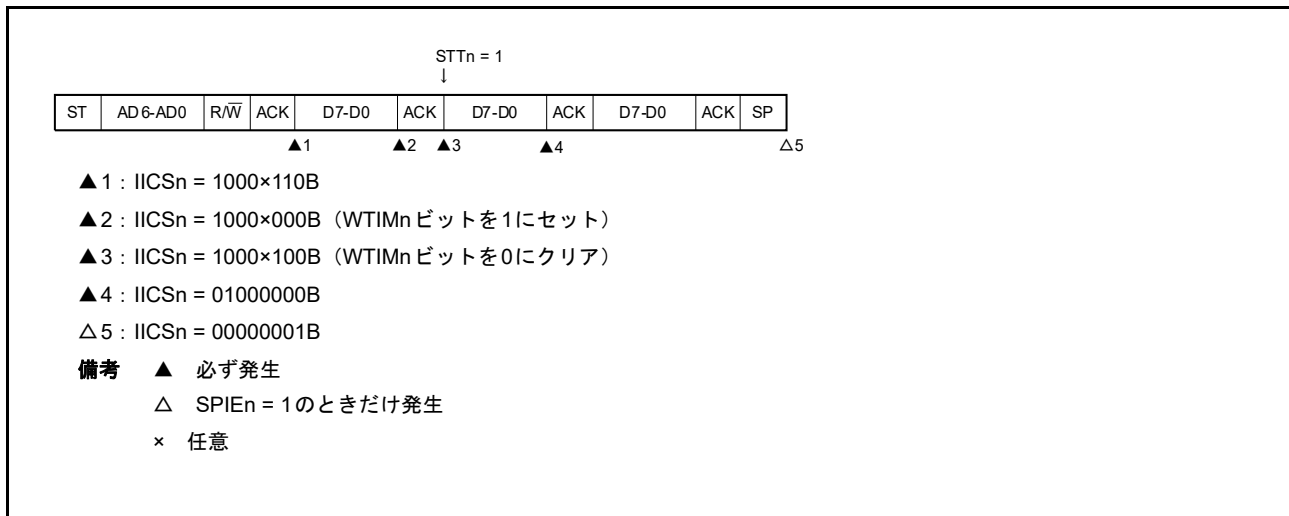 STTn = 1
↓
ST AD6-AD0 R/W̅ ACK D7-D0 ACK D7-D0 ACK D7-D0 ACK SP
▲1 ▲2 ▲3 ▲4 △5
▲1：IICSn = 1000×110B
▲2：IICSn = 1000×000B（WTIMnビットを1にセット）
▲3：IICSn = 1000×100B（WTIMnビットを0にクリア）
▲4：IICSn = 01000000B
△5：IICSn = 00000001B
備考 ▲ 必ず発生
△ SPIEn = 1のときだけ発生
× 任意